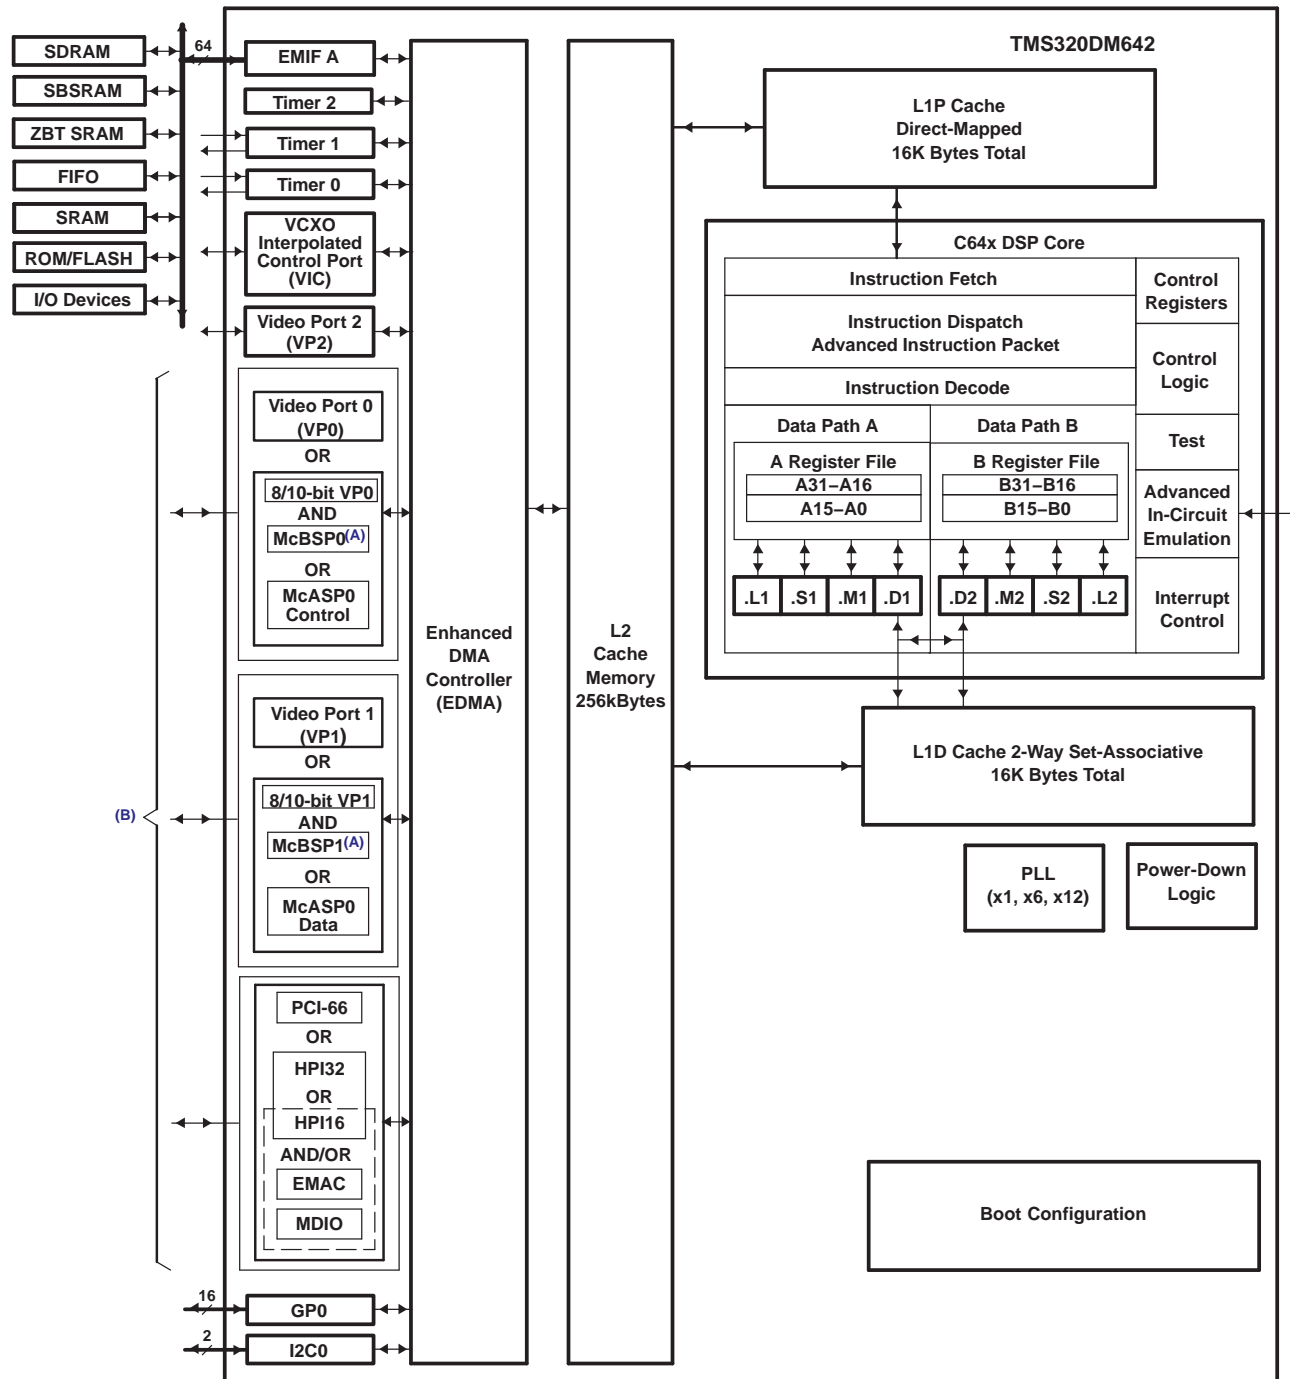 TMS320DM642
SDRAM
SBSRAM
ZBT SRAM
FIFO
SRAM
ROM/FLASH
I/O Devices
64
EMIF A
Timer 2
Timer 1
Timer 0
VCXO
Interpolated
Control Port
(VIC)
Video Port 2
(VP2)
(B)
Video Port 0
(VP0)
OR
8/10-bit VP0
AND
McBSP0(A)
OR
McASP0
Control
Video Port 1
(VP1)
OR
8/10-bit VP1
AND
McBSP1(A)
OR
McASP0
Data
PCI-66
OR
HPI32
OR
HPI16
AND/OR
EMAC
MDIO
16
GP0
2
I2C0
Enhanced
DMA
Controller
(EDMA)
L2
Cache
Memory
256kBytes
L1P Cache
Direct-Mapped
16K Bytes Total
C64x DSP Core
Instruction Fetch
Instruction Dispatch
Advanced Instruction Packet
Instruction Decode
Data Path A
A Register File
A31–A16
A15–A0
Data Path B
B Register File
B31–B16
B15–B0
.L1
.S1
.M1
.D1
.D2
.M2
.S2
.L2
Control
Registers
Control
Logic
Test
Advanced
In-Circuit
Emulation
Interrupt
Control
L1D Cache 2-Way Set-Associative
16K Bytes Total
PLL
(x1, x6, x12)
Power-Down
Logic
Boot Configuration